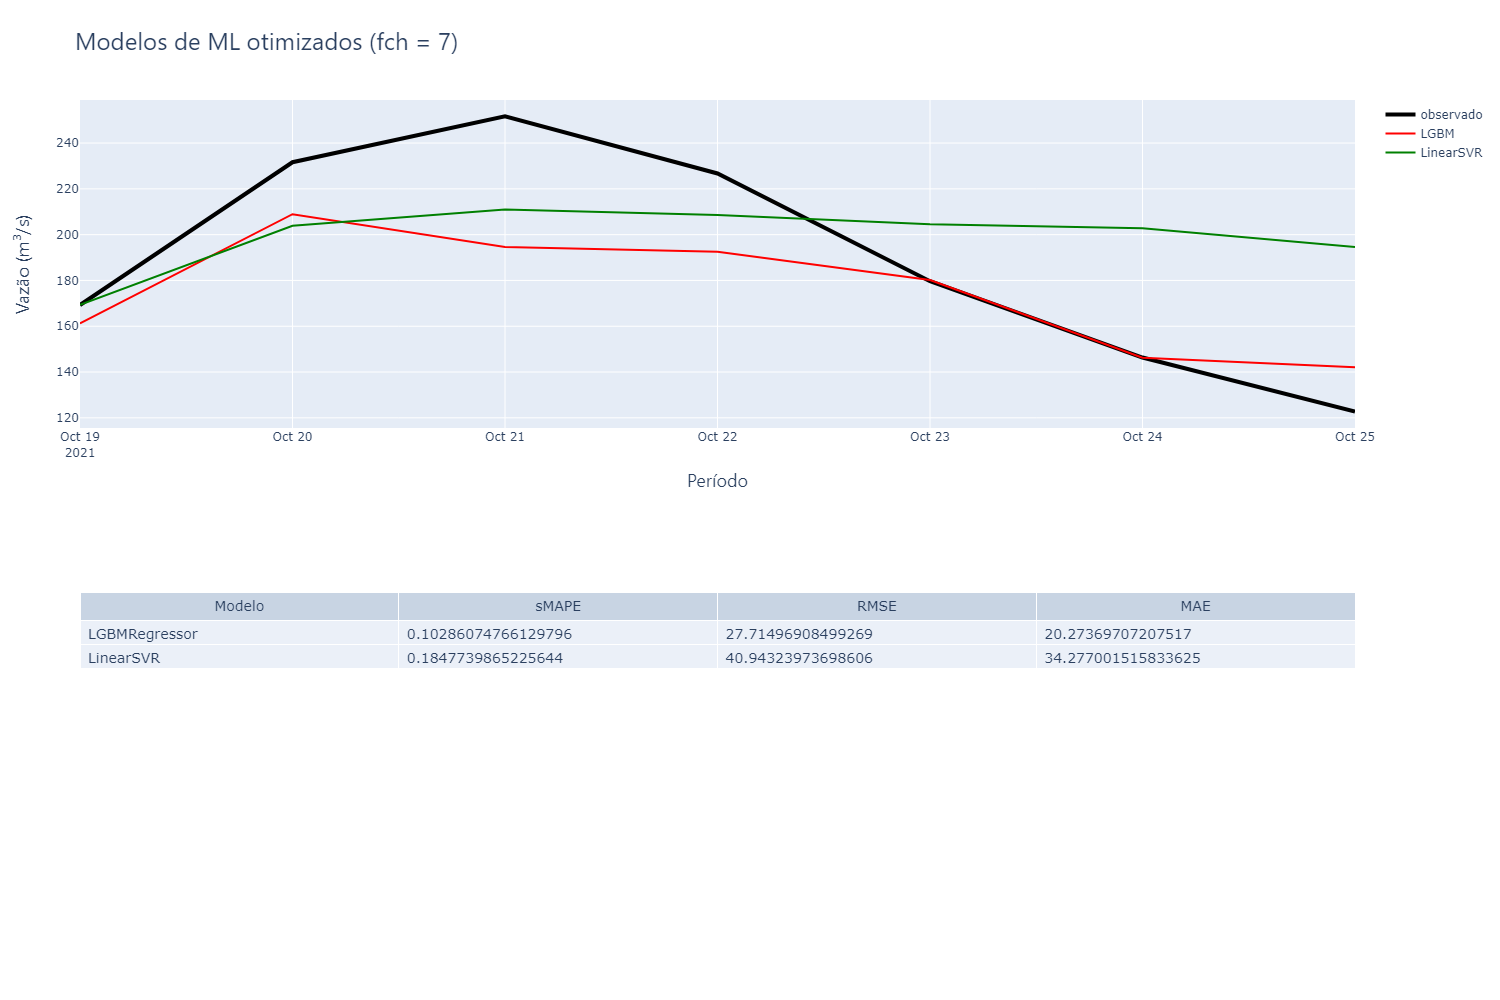 Modelos de ML otimizados (fch = 7)
observado
LGBM
LinearSVR
Vazão (m³/s)
240
220
200
180
160
140
120
Oct 19 Oct 20 Oct 21 Oct 22 Oct 23 Oct 24 Oct 25
2021
Período
Modelo sMAPE RMSE MAE
LGBMRegressor 0.10286074766129796 27.71496908499269 20.27369707207517
LinearSVR 0.1847739865225644 40.94323973698606 34.277001515833625